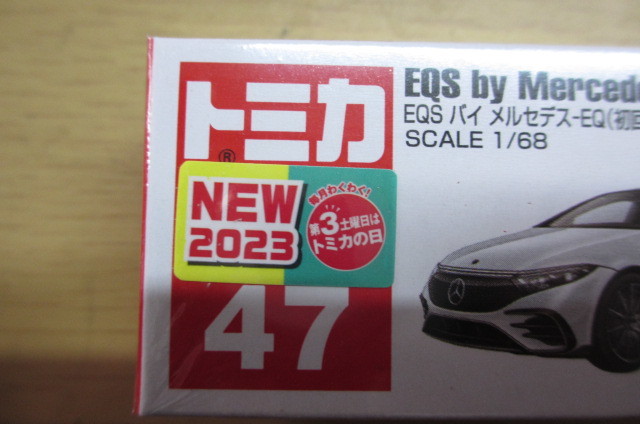 トミカ
®
NEW
2023
毎月わくわく!
第3土曜日は
トミカの日
47
EQS by Mercede
EQS バイ メルセデス-EQ(初回
SCALE 1/68